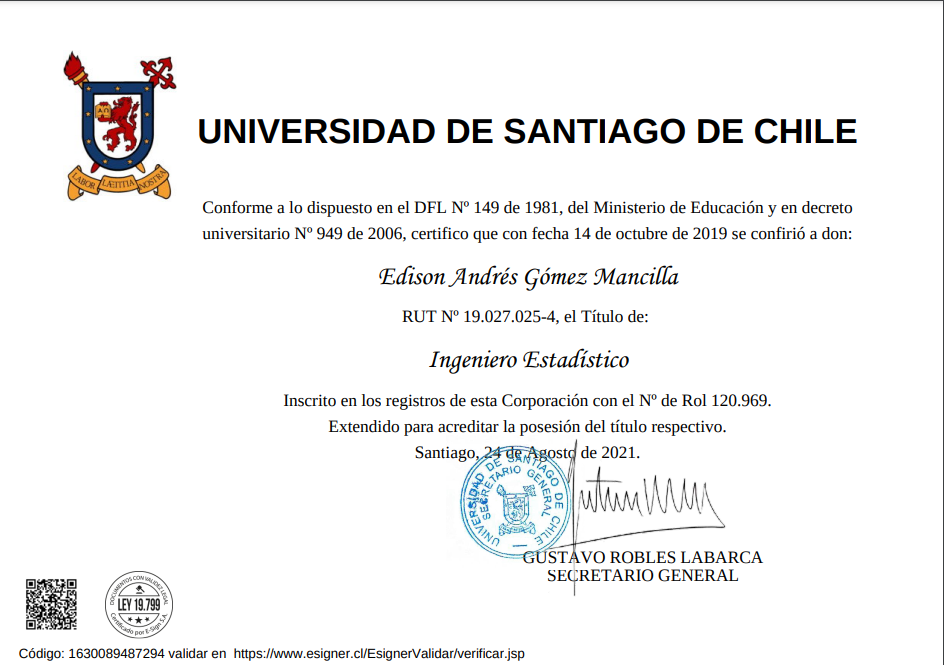 UNIVERSIDAD DE SANTIAGO DE CHILE
LABOR LÆTITIA NOSTRA
Conforme a lo dispuesto en el DFL Nº 149 de 1981, del Ministerio de Educación y en decreto
universitario Nº 949 de 2006, certifico que con fecha 14 de octubre de 2019 se confirió a don:
Edison Andrés Gómez Mancilla
RUT Nº 19.027.025-4, el Título de:
Ingeniero Estadístico
Inscrito en los registros de esta Corporación con el Nº de Rol 120.969.
Extendido para acreditar la posesión del título respectivo.
Santiago, 24 de Agosto de 2021.
UNIVERSIDAD DE SANTIAGO DE CHILE
SECRETARIO GENERAL
GUSTAVO ROBLES LABARCA
SECRETARIO GENERAL
DOCUMENTOS CON VALIDEZ LEGAL
LEY 19.799
Certificado por E-Sign S.A.
Código: 1630089487294 validar en https://www.esigner.cl/EsignerValidar/verificar.jsp